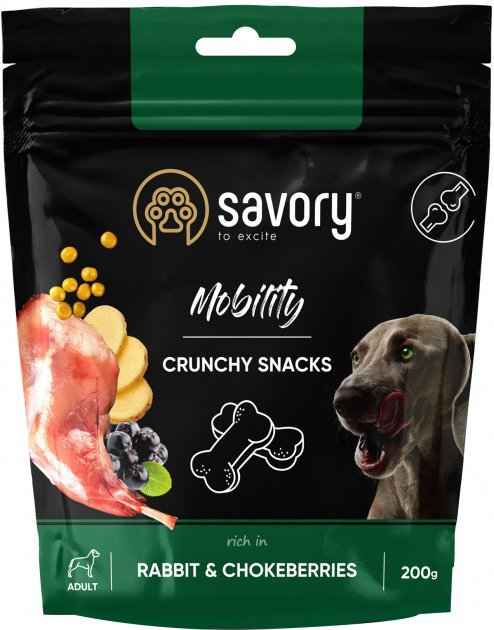 savory®
to excite
Mobility
CRUNCHY SNACKS
rich in
RABBIT & CHOKEBERRIES
ADULT
200g